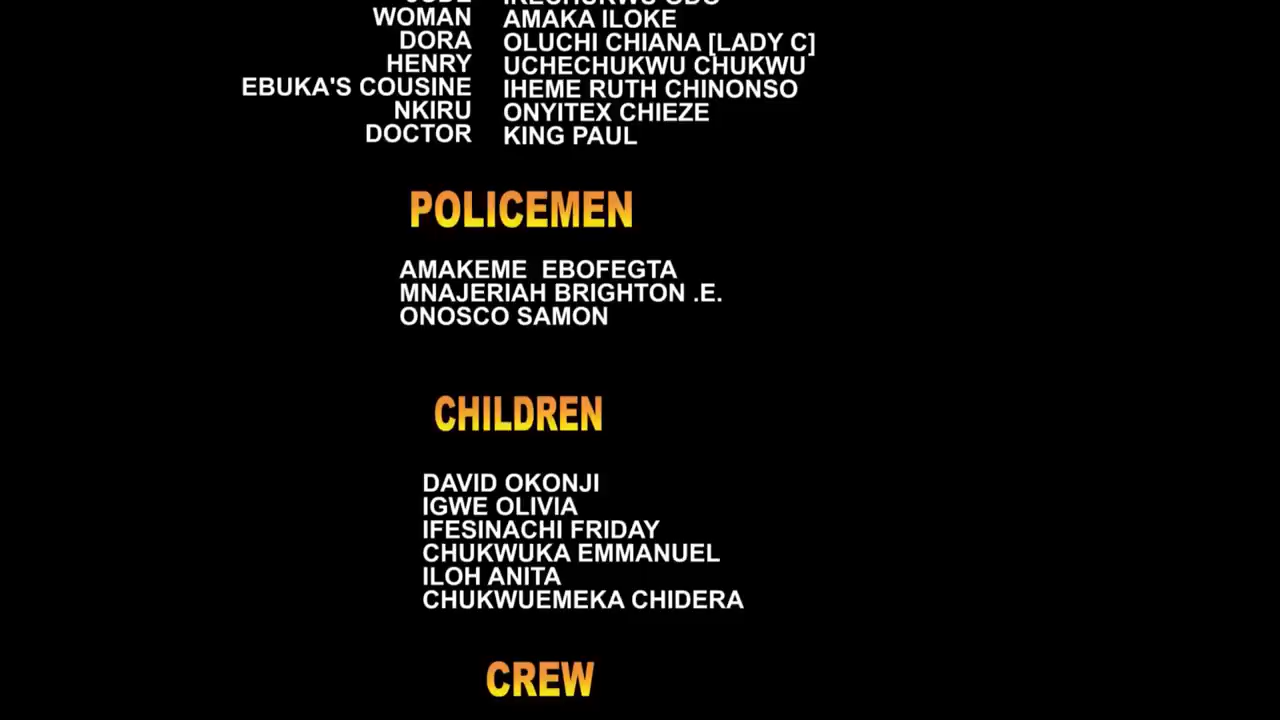 WOMAN AMAKA ILOKE
DORA OLUCHI CHIANA [LADY C]
HENRY UCHECHUKWU CHUKWU
EBUKA'S COUSINE IHEME RUTH CHINONSO
NKIRU ONYITEX CHIEZE
DOCTOR KING PAUL
POLICEMEN
AMAKEME EBOFEGTA
MNAJERIAH BRIGHTON .E.
ONOSCO SAMON
CHILDREN
DAVID OKONJI
IGWE OLIVIA
IFESINACHI FRIDAY
CHUKWUKA EMMANUEL
ILOH ANITA
CHUKWUEMEKA CHIDERA
CREW